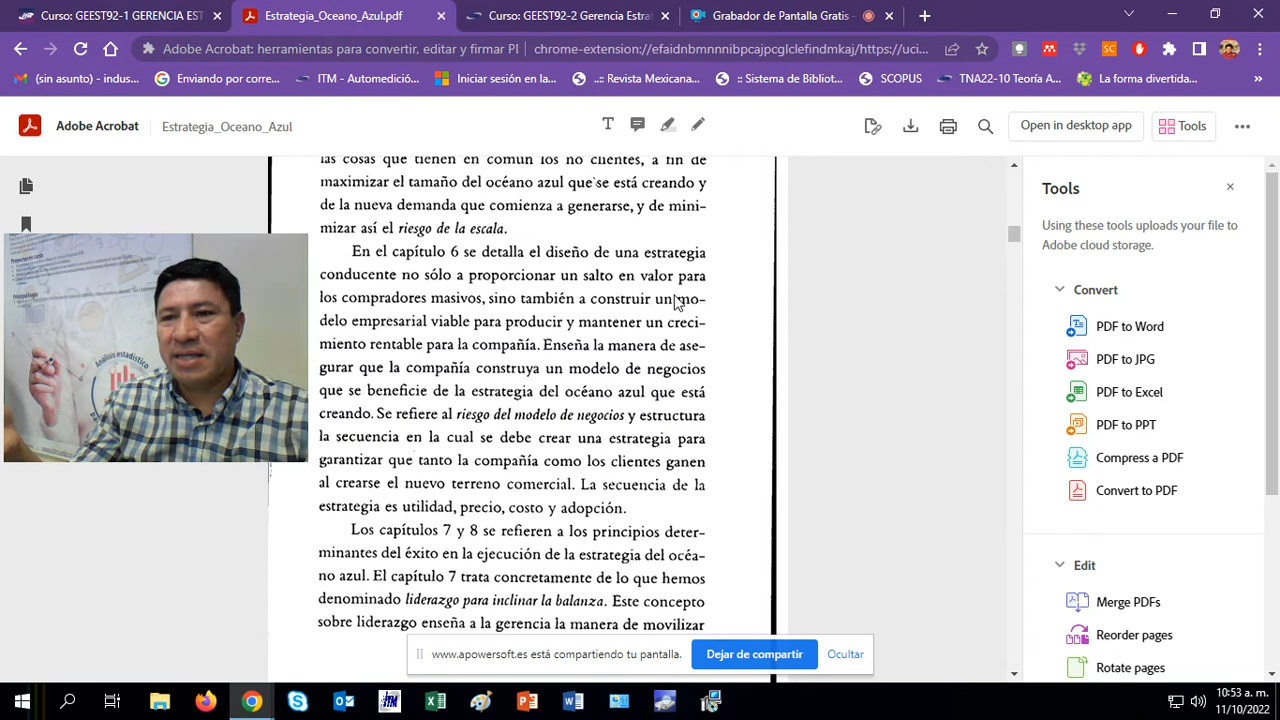 Curso: GEEST92-1 GERENCIA EST
Estrategia_Oceano_Azul.pdf
Curso: GEEST92-2 Gerencia Estra
Grabador de Pantalla Gratis -
Adobe Acrobat: herramientas para convertir, editar y firmar PI
chrome-extension://efaidnbmnnnibpcajpcglclefindmkaj/https://uci
(sin asunto) - indus...
Enviando por corre...
ITM - Automedició...
Iniciar sesión en la...
..:: Revista Mexicana...
:: Sistema de Bibliot...
SCOPUS
TNA22-10 Teoría A...
La forma divertida...
»
Adobe Acrobat
Estrategia_Oceano_Azul
Open in desktop app
Tools
las cosas que tienen en común los no clientes, a fin de
maximizar el tamaño del océano azul que se está creando y
de la nueva demanda que comienza a generarse, y de mini-
mizar así el riesgo de la escala.
En el capítulo 6 se detalla el diseño de una estrategia
conducente no sólo a proporcionar un salto en valor para
los compradores masivos, sino también a construir un mo-
delo empresarial viable para producir y mantener un creci-
miento rentable para la compañía. Enseña la manera de ase-
gurar que la compañía construya un modelo de negocios
que se beneficie de la estrategia del océano azul que está
creando. Se refiere al riesgo del modelo de negocios y estructura
la secuencia en la cual se debe crear una estrategia para
garantizar que tanto la compañía como los clientes ganen
al crearse el nuevo terreno comercial. La secuencia de la
estrategia es utilidad, precio, costo y adopción.
Los capítulos 7 y 8 se refieren a los principios deter-
minantes del éxito en la ejecución de la estrategia del océa-
no azul. El capítulo 7 trata concretamente de lo que hemos
denominado liderazgo para inclinar la balanza. Este concepto
sobre liderazgo enseña a la gerencia la manera de movilizar
Análisis estadístico
Tools
Using these tools uploads your file to
Adobe cloud storage.
Convert
PDF to Word
PDF to JPG
PDF to Excel
PDF to PPT
Compress a PDF
Convert to PDF
Edit
Merge PDFs
Reorder pages
Rotate pages
www.apowersoft.es está compartiendo tu pantalla.
Dejar de compartir
Ocultar
10:53 a. m.
11/10/2022